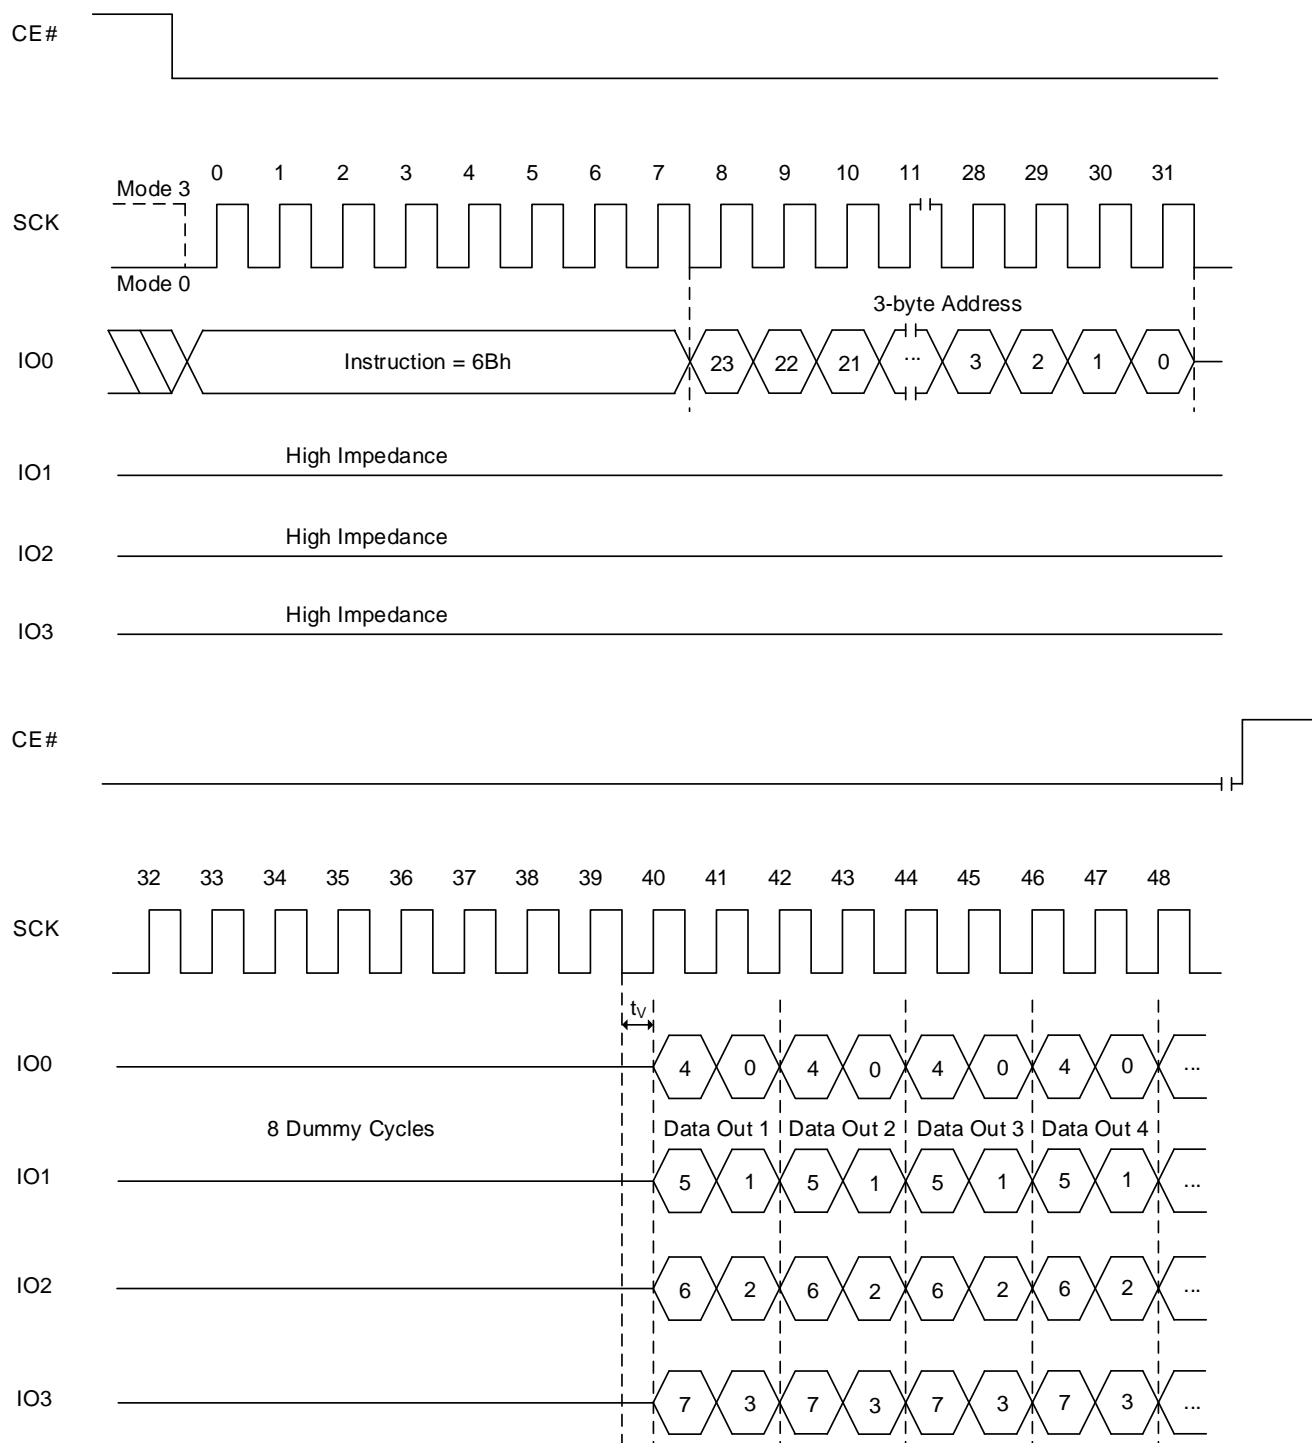 CE#
0 1 2 3 4 5 6 7 8 9 10 11 28 29 30 31
Mode 3
SCK
Mode 0
3-byte Address
IO0 Instruction = 6Bh 23 22 21 ... 3 2 1 0
High Impedance
IO1
High Impedance
IO2
High Impedance
IO3
CE#
32 33 34 35 36 37 38 39 40 41 42 43 44 45 46 47 48
SCK
tV
IO0 4 0 4 0 4 0 4 0 ...
8 Dummy Cycles Data Out 1 Data Out 2 Data Out 3 Data Out 4
IO1 5 1 5 1 5 1 5 1 ...
IO2 6 2 6 2 6 2 6 2 ...
IO3 7 3 7 3 7 3 7 3 ...